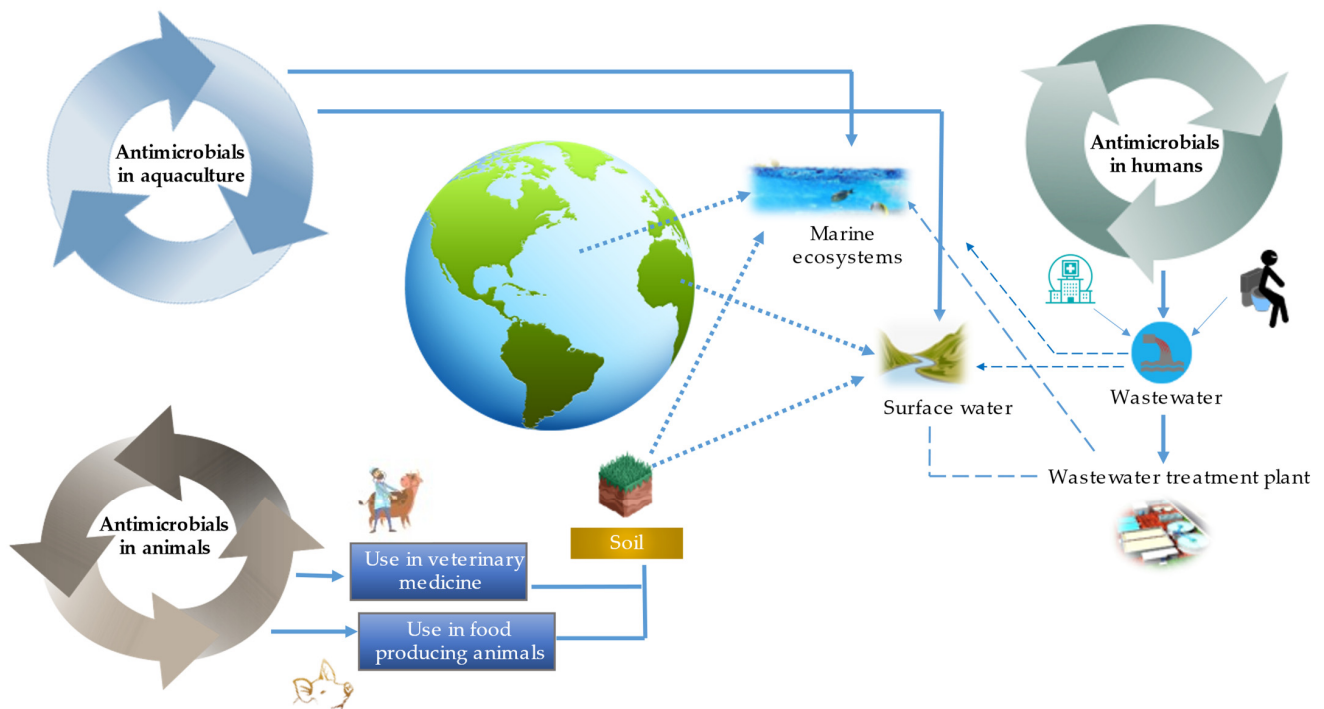 Antimicrobials
in aquaculture
Antimicrobials
in humans
Marine
ecosystems
Surface water
Wastewater
Wastewater treatment plant
Antimicrobials
in animals
Use in veterinary
medicine
Soil
Use in food
producing animals